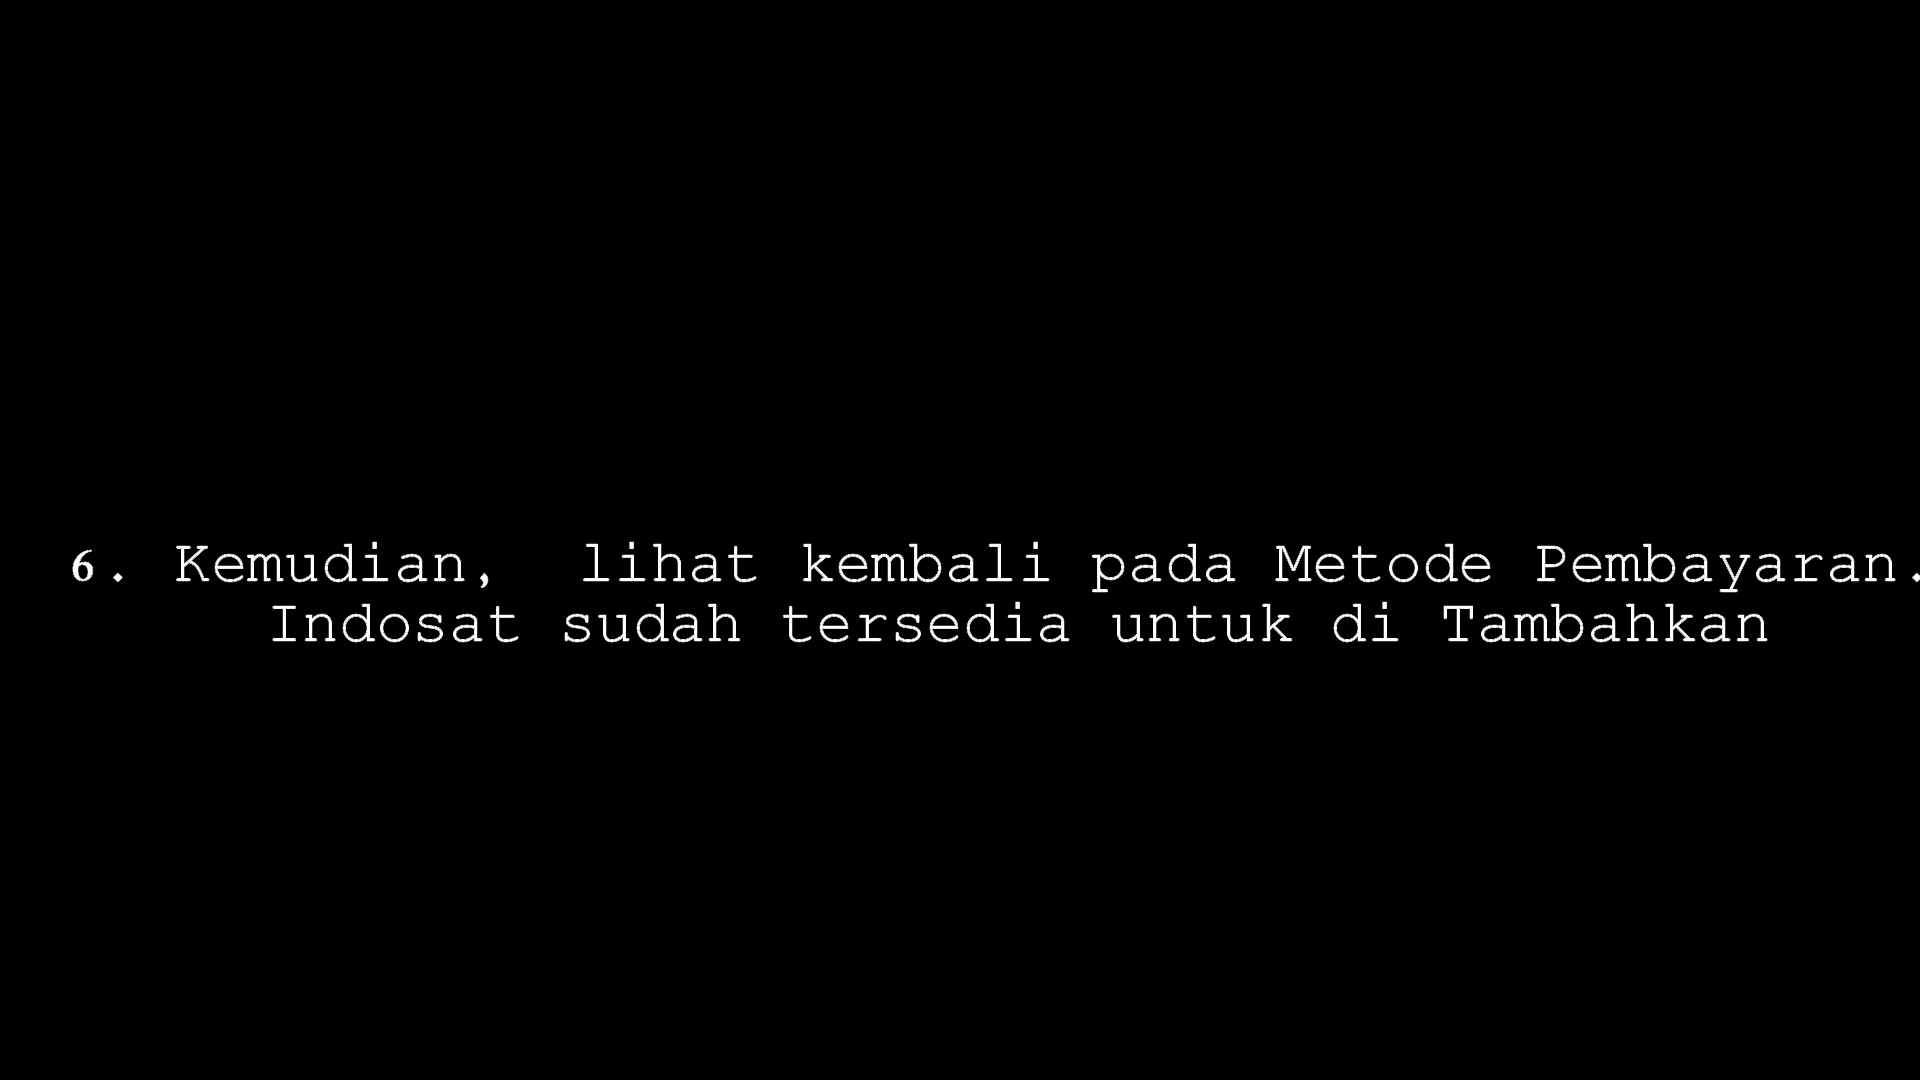 6. Kemudian,  lihat kembali pada Metode Pembayaran.
Indosat sudah tersedia untuk di Tambahkan